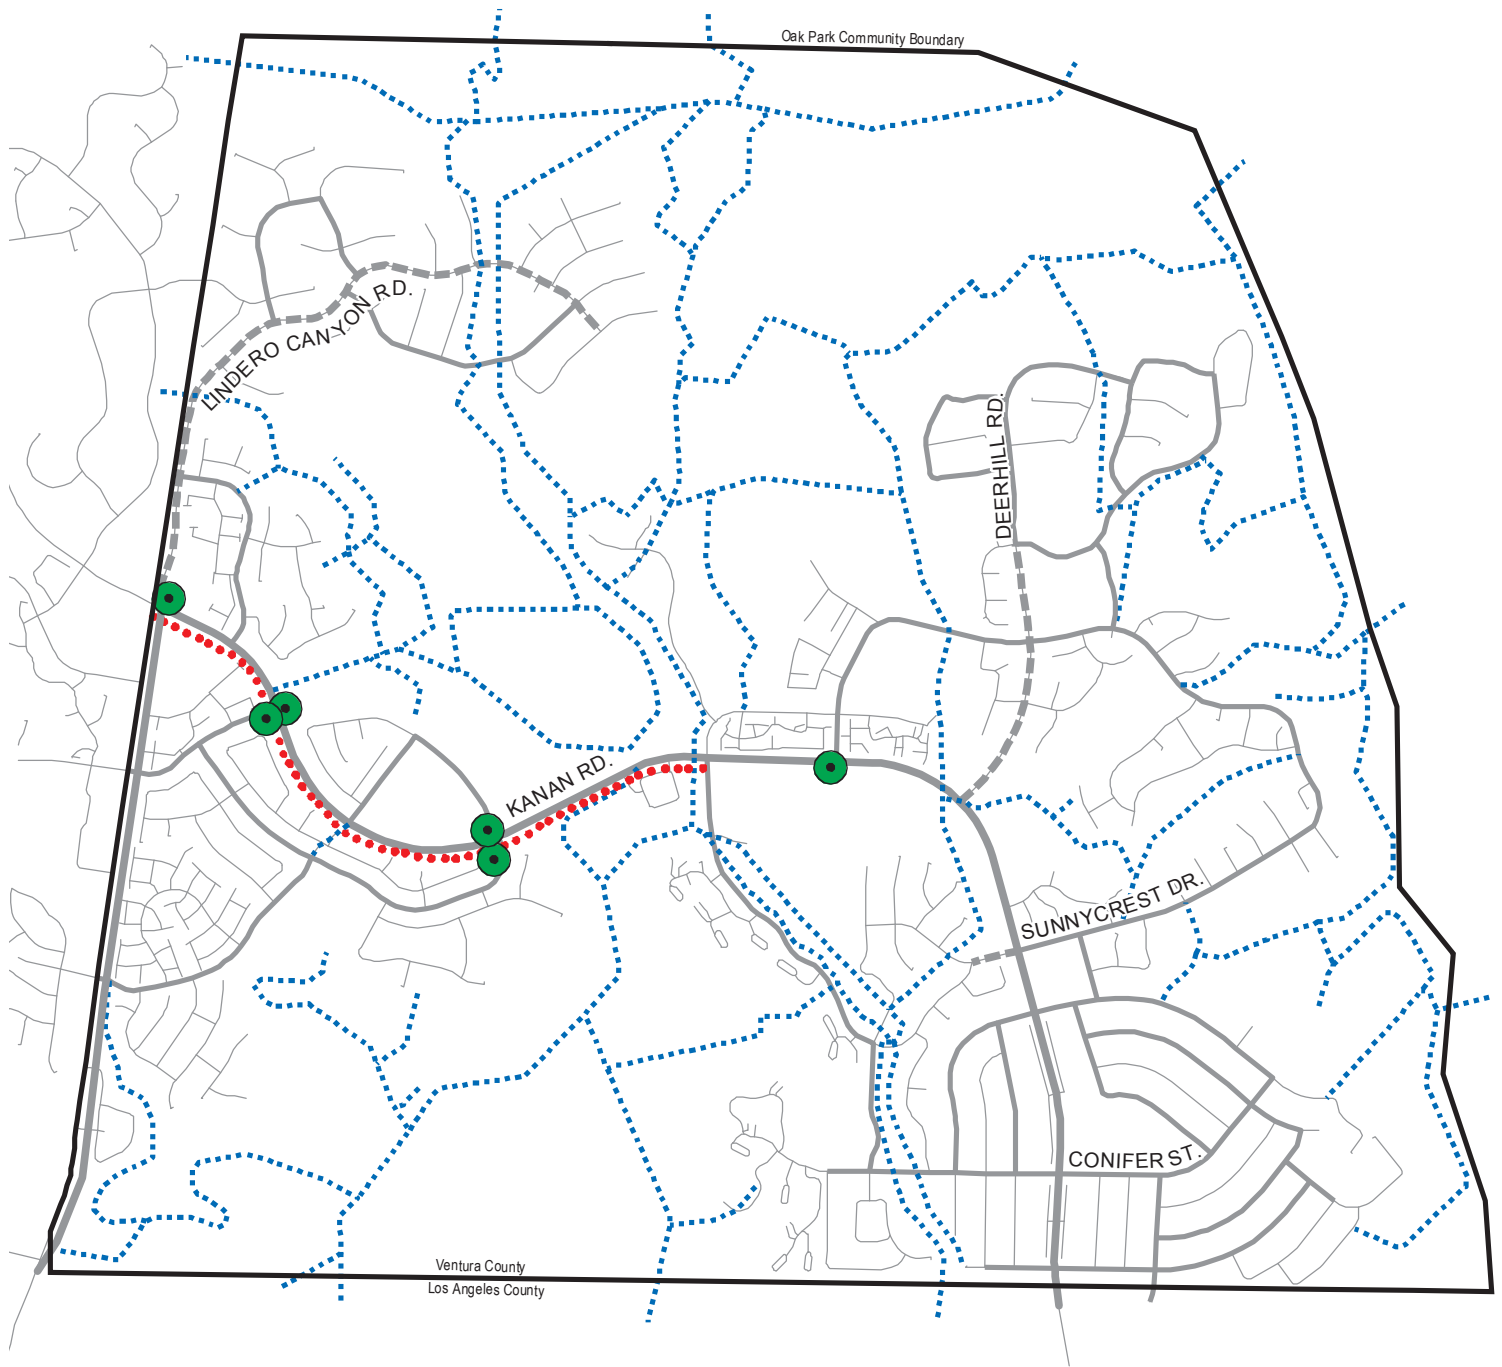 Oak Park Community Boundary
LINDERO CANYON RD.
DEERHILL RD.
KANAN RD.
SUNNYCREST DR.
CONIFER ST.
Ventura County
Los Angeles County